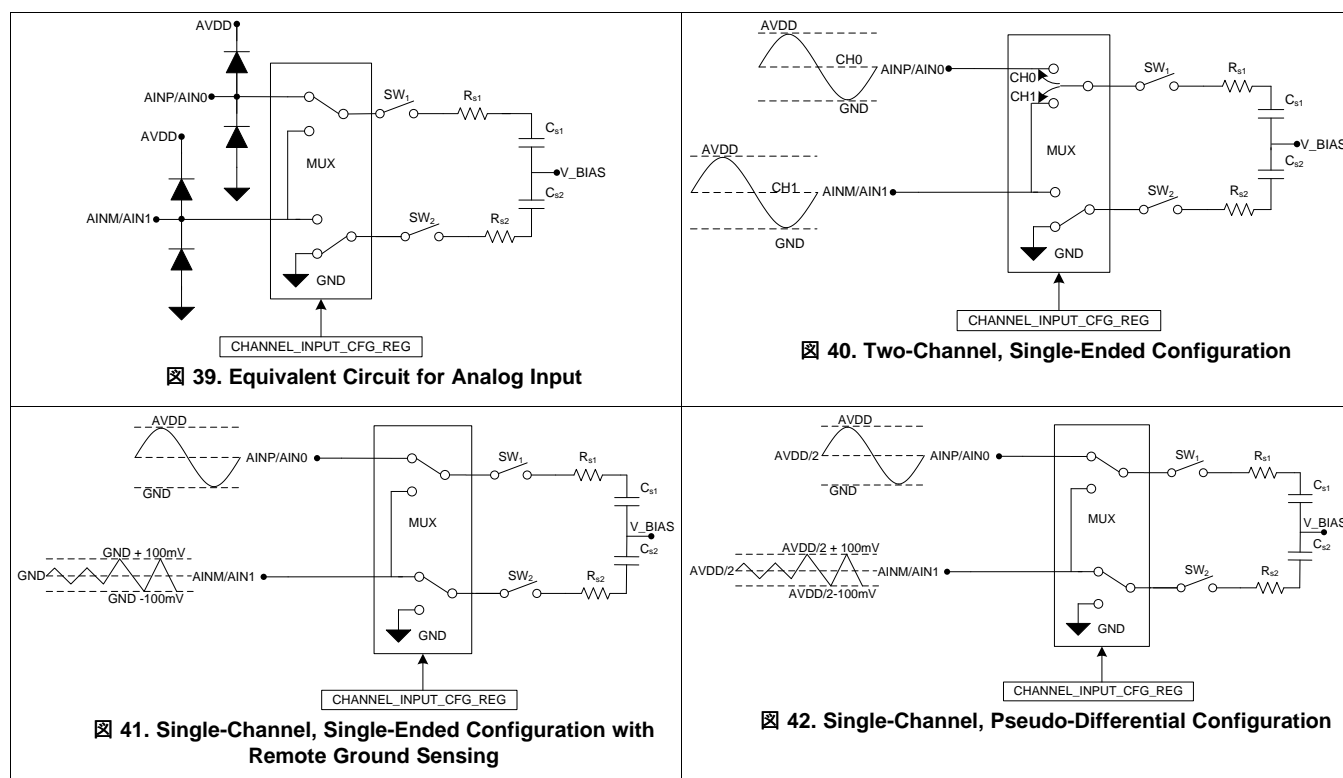 AVDD
AINP/AIN0
AVDD
AINM/AIN1
MUX
GND
SW1
Rs1
Cs1
V_BIAS
Cs2
SW2
Rs2
CHANNEL_INPUT_CFG_REG
図 39. Equivalent Circuit for Analog Input
AVDD
CH0
GND
AINP/AIN0
AVDD
CH1
GND
AINM/AIN1
CH0
CH1
MUX
GND
SW1
Rs1
Cs1
V_BIAS
Cs2
SW2
Rs2
CHANNEL_INPUT_CFG_REG
図 40. Two-Channel, Single-Ended Configuration
AVDD
GND
AINP/AIN0
GND + 100mV
GND
GND -100mV
AINM/AIN1
MUX
GND
SW1
Rs1
Cs1
V_BIAS
Cs2
SW2
Rs2
CHANNEL_INPUT_CFG_REG
図 41. Single-Channel, Single-Ended Configuration with
Remote Ground Sensing
AVDD
AVDD/2
GND
AINP/AIN0
AVDD/2 + 100mV
AVDD/2
AVDD/2-100mV
AINM/AIN1
MUX
GND
SW1
Rs1
Cs1
V_BIAS
Cs2
SW2
Rs2
CHANNEL_INPUT_CFG_REG
図 42. Single-Channel, Pseudo-Differential Configuration